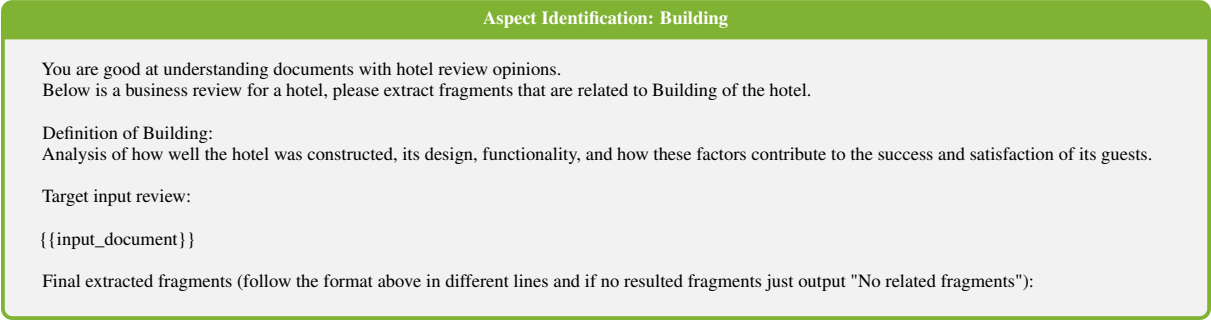 Aspect Identification: Building
You are good at understanding documents with hotel review opinions.
Below is a business review for a hotel, please extract fragments that are related to Building of the hotel.
Definition of Building:
Analysis of how well the hotel was constructed, its design, functionality, and how these factors contribute to the success and satisfaction of its guests.
Target input review:
{{input_document}}
Final extracted fragments (follow the format above in different lines and if no resulted fragments just output "No related fragments"):